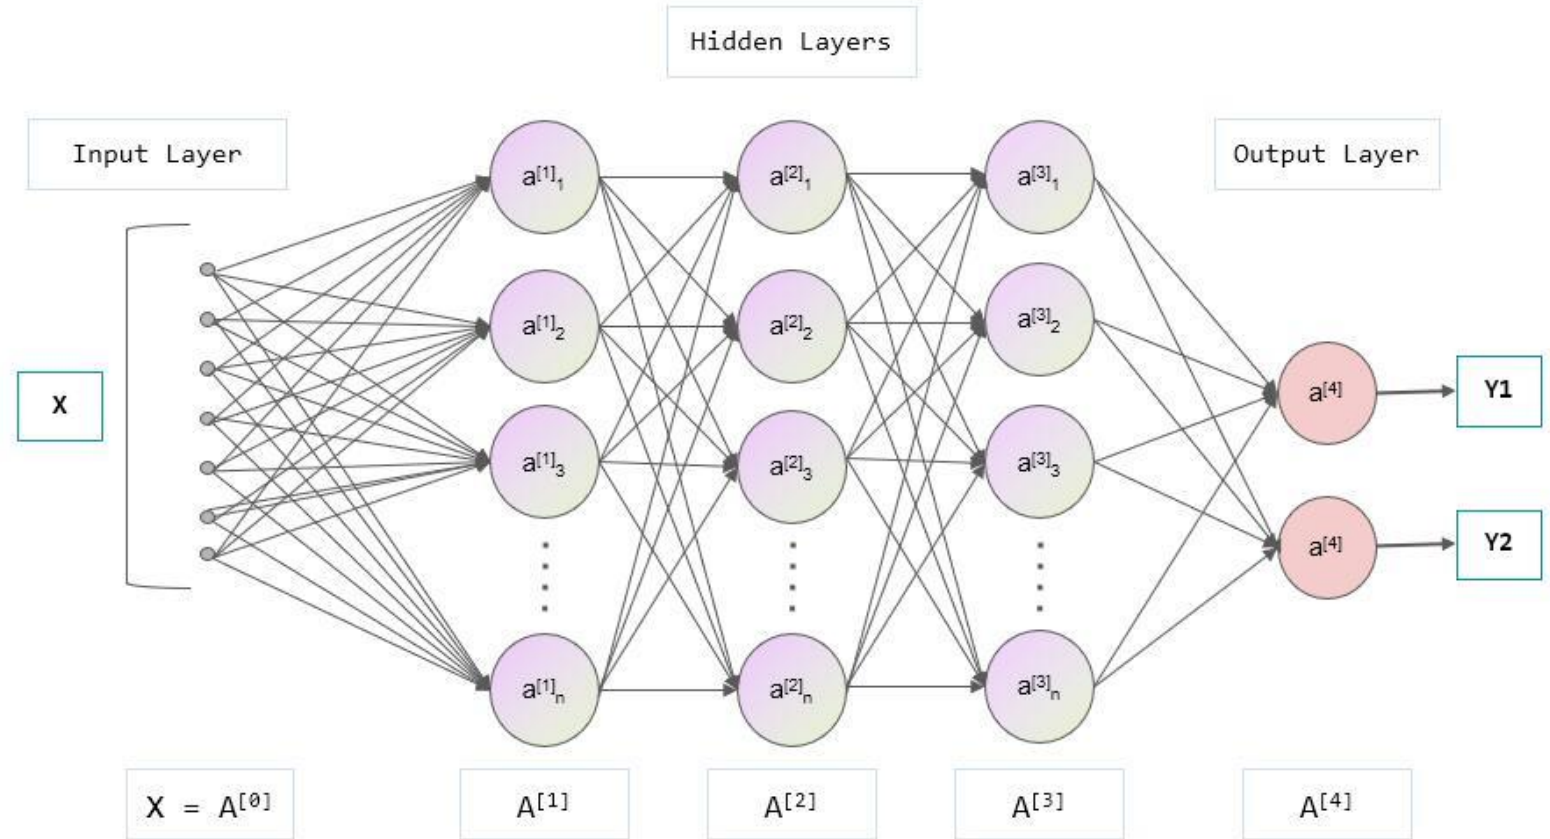 Hidden Layers
Input Layer
Output Layer
X
a[1]1
a[2]1
a[3]1
a[1]2
a[2]2
a[3]2
a[1]3
a[2]3
a[3]3
a[1]n
a[2]n
a[3]n
a[4]
Y1
a[4]
Y2
X = A[0]
A[1]
A[2]
A[3]
A[4]